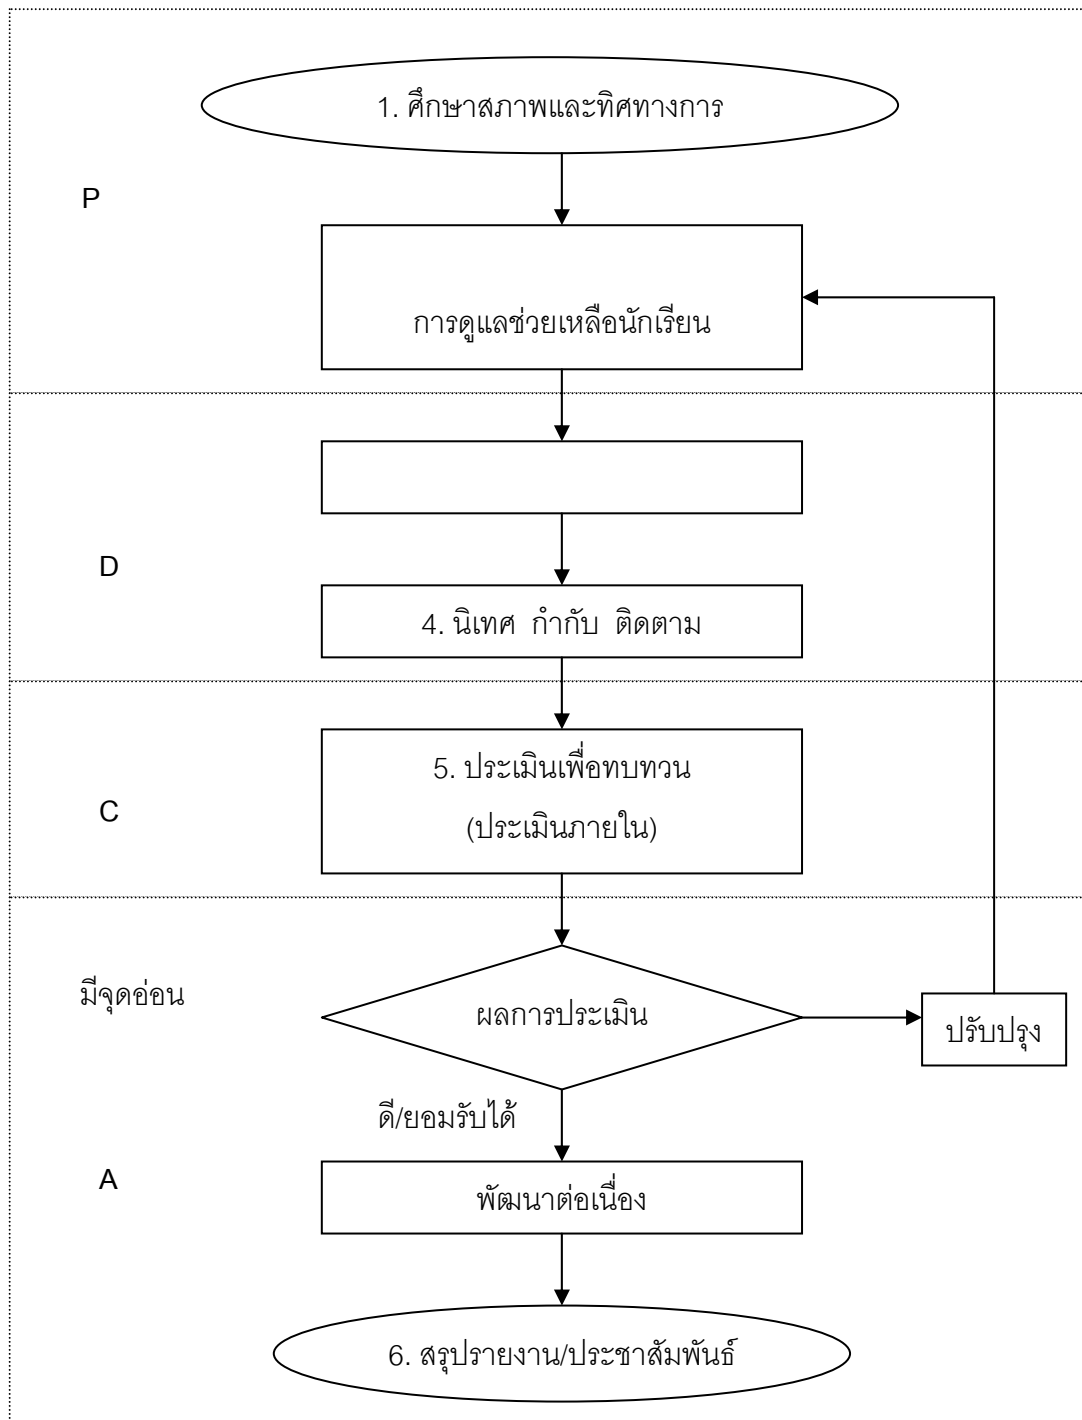 1. ศึกษาสภาพและทิศทางการ
P
การดูแลช่วยเหลือนักเรียน
D
4. นิเทศ กำกับ ติดตาม
5. ประเมินเพื่อทบทวน
C
(ประเมินภายใน)
มีจุดอ่อน
ผลการประเมิน
ปรับปรุง
ดี/ยอมรับได้
A
พัฒนาต่อเนื่อง
6. สรุปรายงาน/ประชาสัมพันธ์